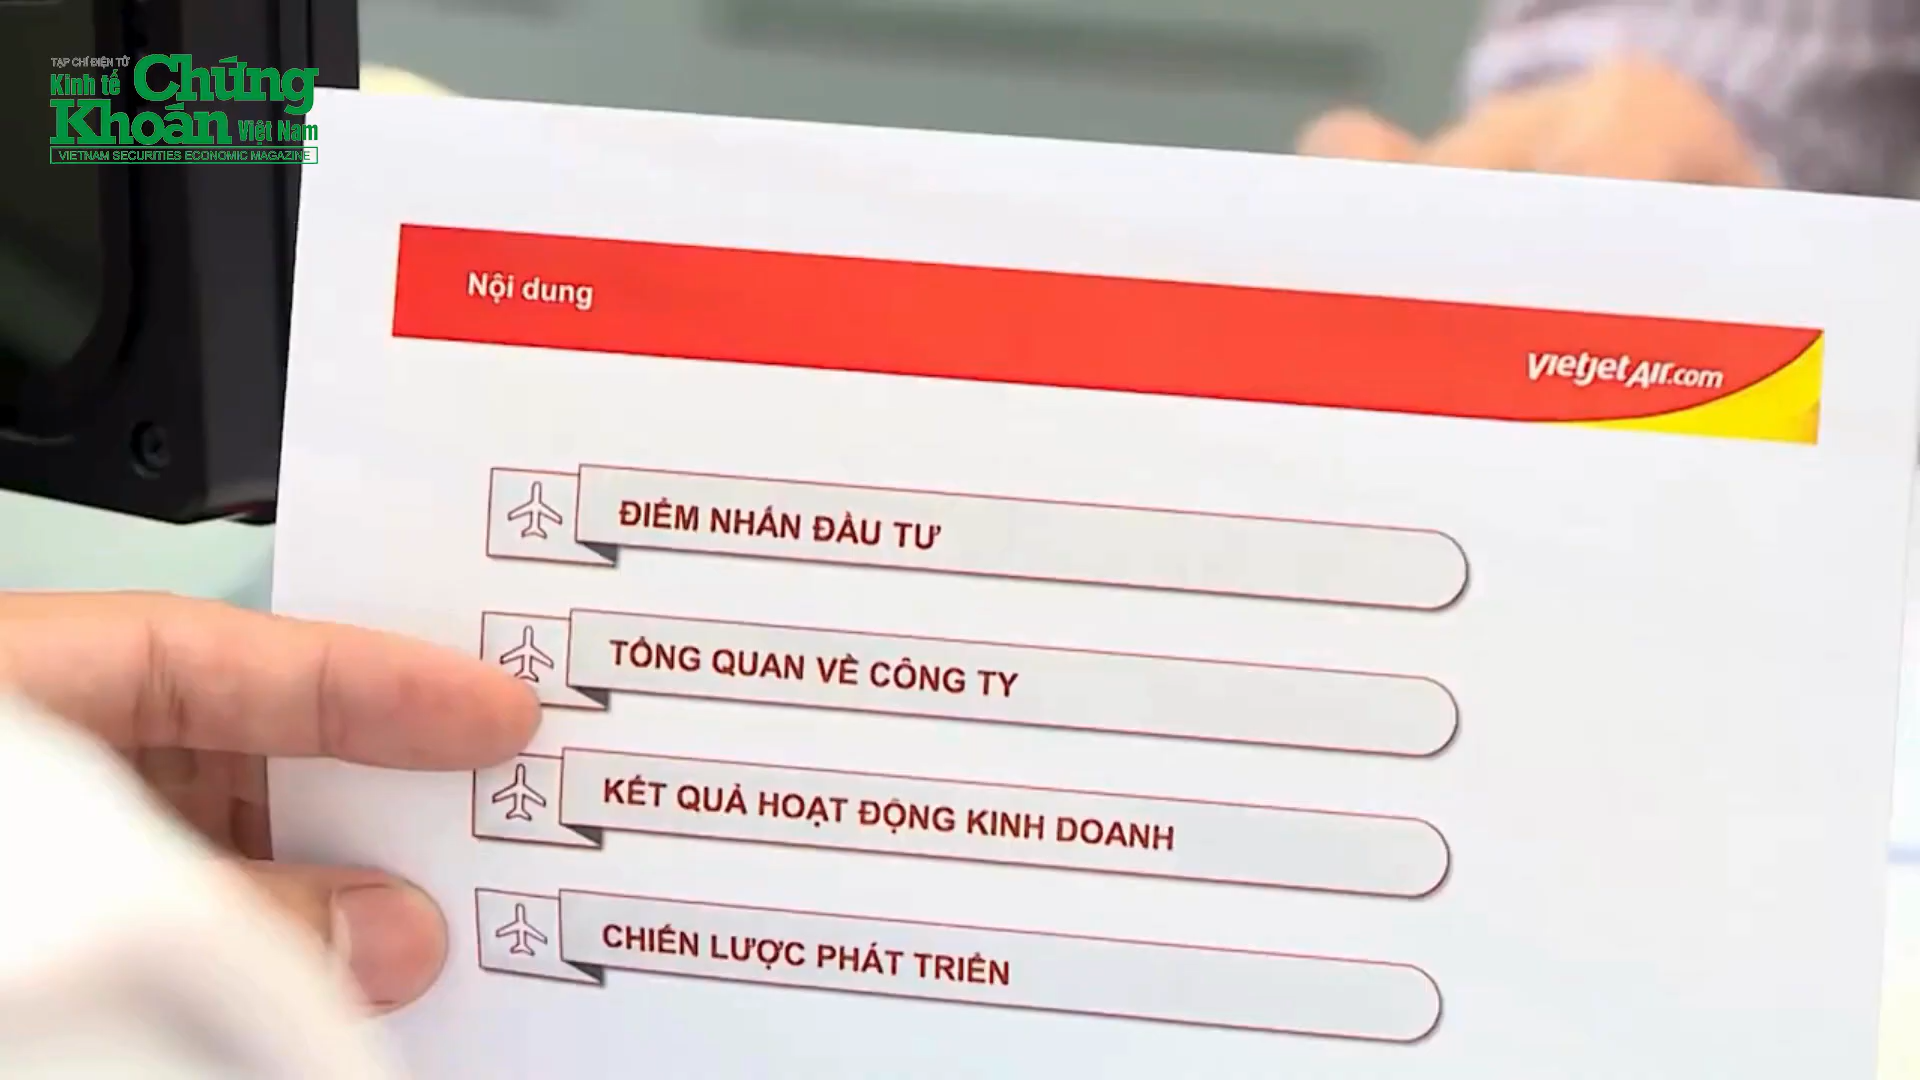 TẠP CHÍ ĐIỆN TỬ
Kinh tế Chứng
Khoán Việt Nam
VIETNAM SECURITIES ECONOMIC MAGAZINE
Nội dung
vietjetAir.com
ĐIỂM NHẤN ĐẦU TƯ
TỔNG QUAN VỀ CÔNG TY
KẾT QUẢ HOẠT ĐỘNG KINH DOANH
CHIẾN LƯỢC PHÁT TRIỂN